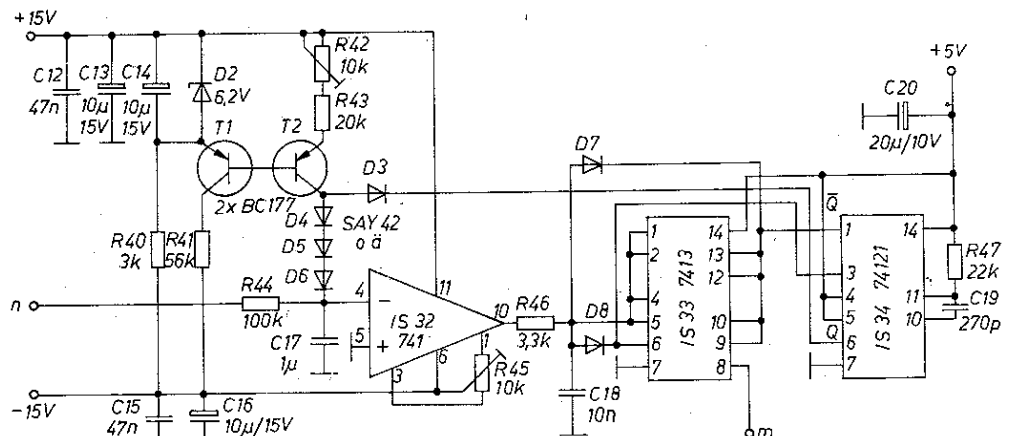 +15V
C12
47n
C13
10µ
15V
C14
10µ
15V
D2
6,2V
R42
10k
R43
20k
T1
T2
2x BC177
D3
D4
D5
D6
SAY 42
o ä
R40
3k
R41
56k
R44
100k
n
C17
1µ
4
−
5
+
11
IS 32
741
10
1
6
3
R45
10k
R46
3,3k
−15V
C15
47n
C16
10µ/15V
D7
D8
C18
10n
1
2
4
5
6
7
14
13
12
10
9
8
7413
IS 33
m
+5V
C20
20µ/10V
Q̅
Q
1
3
4
5
6
7
14
11
10
74121
IS 34
R47
22k
C19
270p